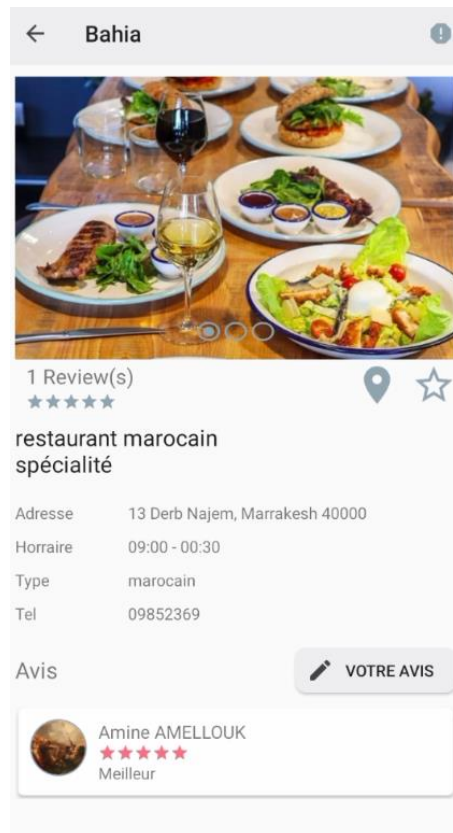 Bahia
1 Review(s)
restaurant marocain
spécialité
Adresse 13 Derb Najem, Marrakesh 40000
Horraire 09:00 - 00:30
Type marocain
Tel 09852369
Avis VOTRE AVIS
Amine AMELLOUK
Meilleur